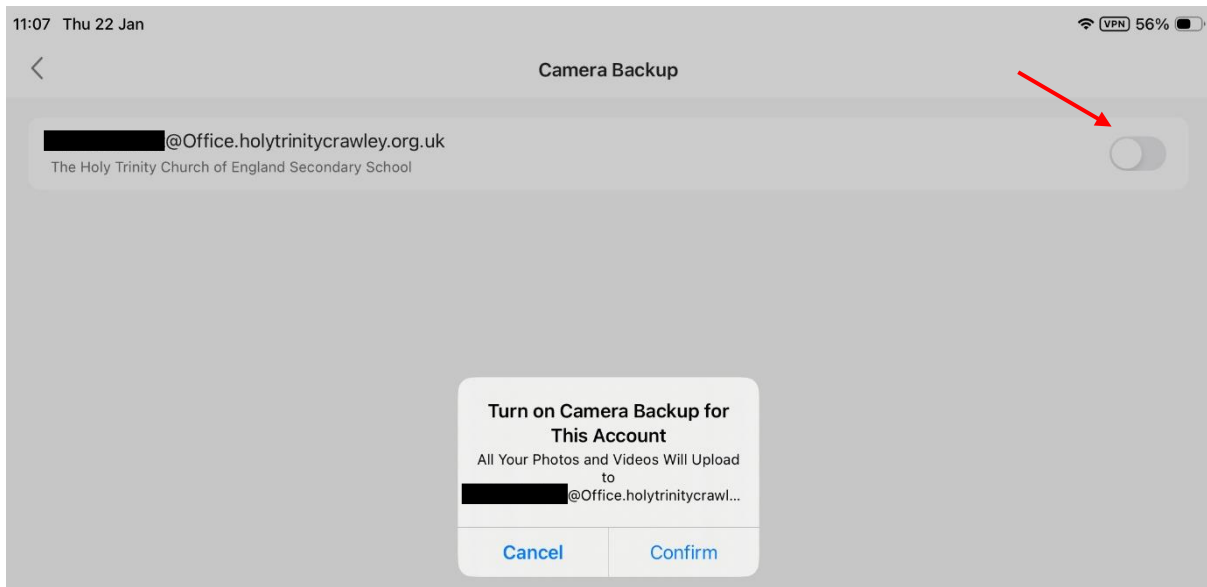 11:07 Thu 22 Jan
VPN 56%
Camera Backup
@Office.holytrinitycrawley.org.uk
The Holy Trinity Church of England Secondary School
Turn on Camera Backup for
This Account
All Your Photos and Videos Will Upload
to
@Office.holytrinitycrawl...
Cancel Confirm